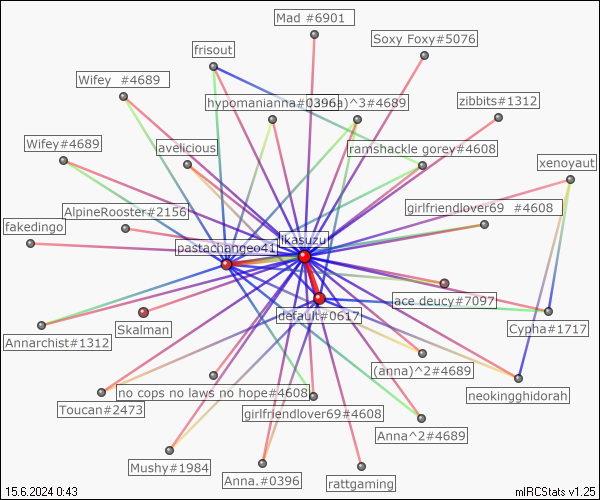 Mad #6901
Soxy Foxy#5076
frisout
Wifey  #4689
hypomanianna#0396
a)^3#4689
zibbits#1312
Wifey#4689
avelicious
ramshackle gorey#4608
xenoyaut
AlpineRooster#2156
girlfriendlover69  #4608
fakedingo
pastachangeo41
ikasuzu
ace deucy#7097
default#0617
Skalman
Annarchist#1312
Cypha#1717
(anna)^2#4689
no cops no laws no hope#4608
neokingghidorah
Toucan#2473
girlfriendlover69#4608
Anna^2#4689
Mushy#1984
Anna.#0396
rattgaming
15.6.2024 0:43
mIRCStats v1.25